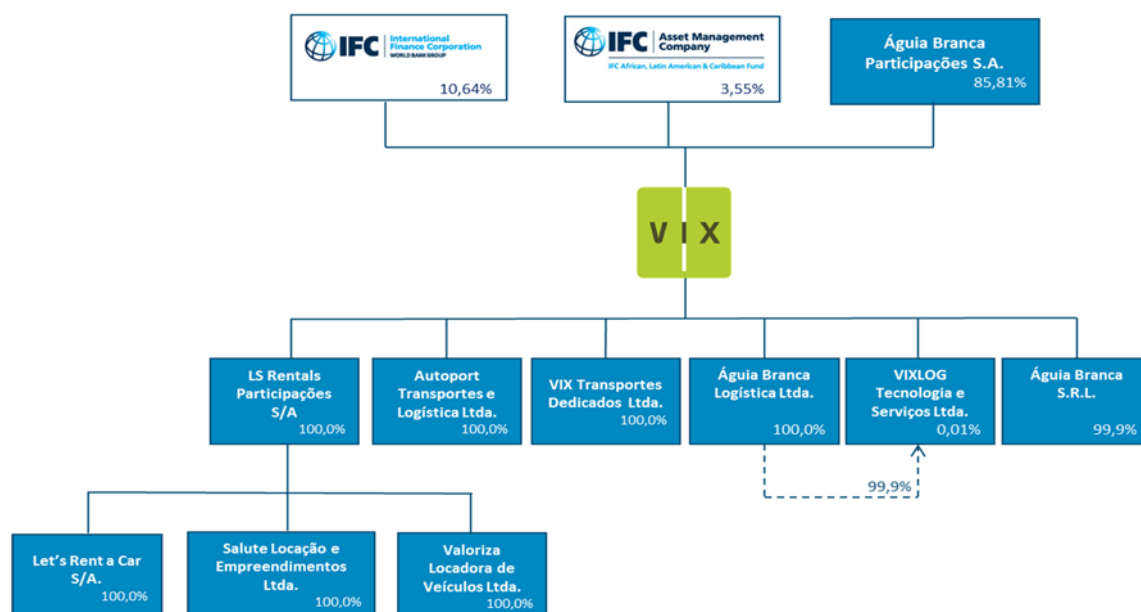 IFC
International
Finance Corporation
WORLD BANK GROUP
10,64%
IFC
Asset Management
Company
IFC African, Latin American & Caribbean Fund
3,55%
Águia Branca
Participações S.A.
85,81%
VIX
LS Rentals
Participações
S/A
100,0%
Autoport
Transportes e
Logística Ltda.
100,0%
VIX Transportes
Dedicados Ltda.
100,0%
Águia Branca
Logística Ltda.
100,0%
VIXLOG
Tecnologia e
Serviços Ltda.
0,01%
Águia Branca
S.R.L.
99,9%
99,9%
Let's Rent a Car
S/A.
100,0%
Salute Locação e
Empreendimentos
Ltda.
100,0%
Valoriza
Locadora de
Veículos Ltda.
100,0%